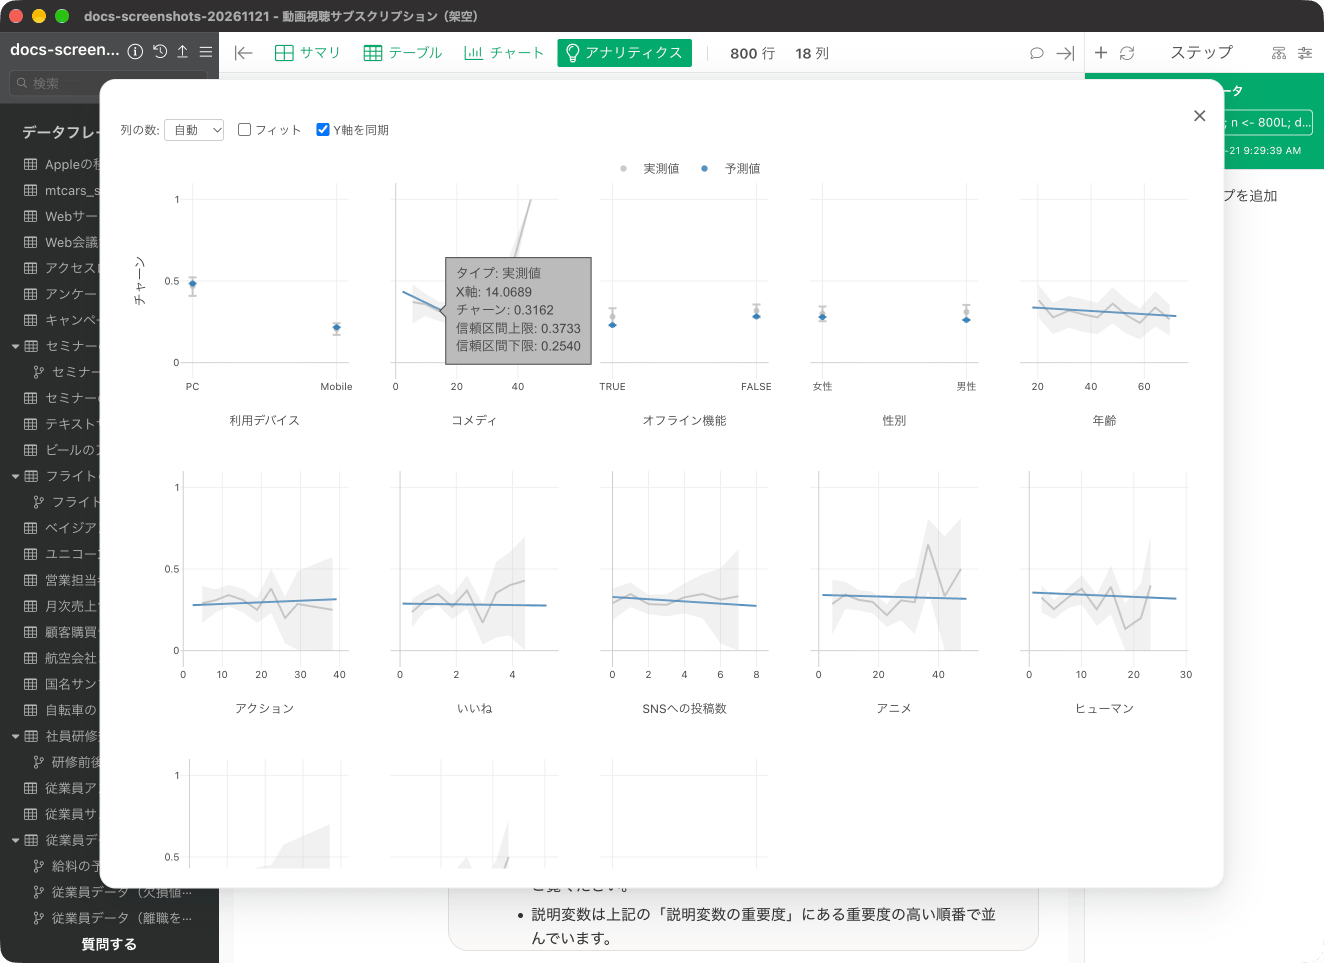 docs-screenshots-20261121 - 動画視聴サブスクリプション（架空）
docs-screen...
検索
データフレー
Appleの
mtcars_s
Webサー
Web会議
アクセス
アンケー
キャンペー
セミナー
セミナー
セミナーの
テキスト
ビールの
フライト
フライト
ベイジア
ユニコー
営業担当
月次売上
顧客購買
航空会社
国名サン
自転車の
社員研修
研修前後
従業員ア
従業員サ
従業員デ
給料の予
従業員データ（欠損値…
従業員データ（離職を…
質問する
サマリ テーブル チャート アナリティクス 800 行 18 列
ステップ
ータ
; n <- 800L; d...
-21 9:29:39 AM
プを追加
列の数: 自動 フィット Y軸を同期
実測値 予測値
チャーン
1
0.5
0
PC Mobile
利用デバイス
0 20 40
コメディ
タイプ: 実測値
X軸: 14.0689
チャーン: 0.3162
信頼区間上限: 0.3733
信頼区間下限: 0.2540
TRUE FALSE
オフライン機能
女性 男性
性別
20 40 60
年齢
1
0.5
0
0 10 20 30 40
アクション
0 2 4
いいね
0 2 4 6 8
SNSへの投稿数
0 20 40
アニメ
0 10 20 30
ヒューマン
1
0.5
ご覧ください。
• 説明変数は上記の「説明変数の重要度」にある重要度の高い順番で並
んでいます。